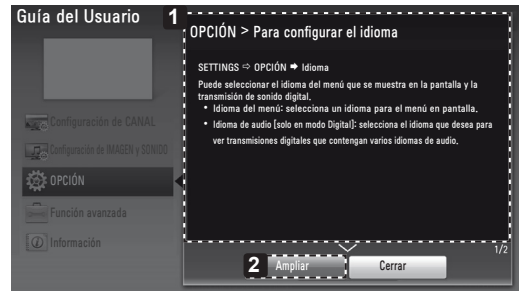 Guía del Usuario
1
OPCIÓN > Para configurar el idioma
SETTINGS ⇨ OPCIÓN ➡ Idioma
Puede seleccionar el idioma del menú que se muestra en la pantalla y la
transmisión de sonido digital.
• Idioma del menú: selecciona un idioma para el menú en pantalla.
• Idioma de audio [solo en modo Digital]: selecciona el idioma que desea para
ver transmisiones digitales que contengan varios idiomas de audio.
Configuración de CANAL
Configuración de IMAGEN y SONIDO
OPCIÓN
Función avanzada
Información
1/2
2
Ampliar
Cerrar